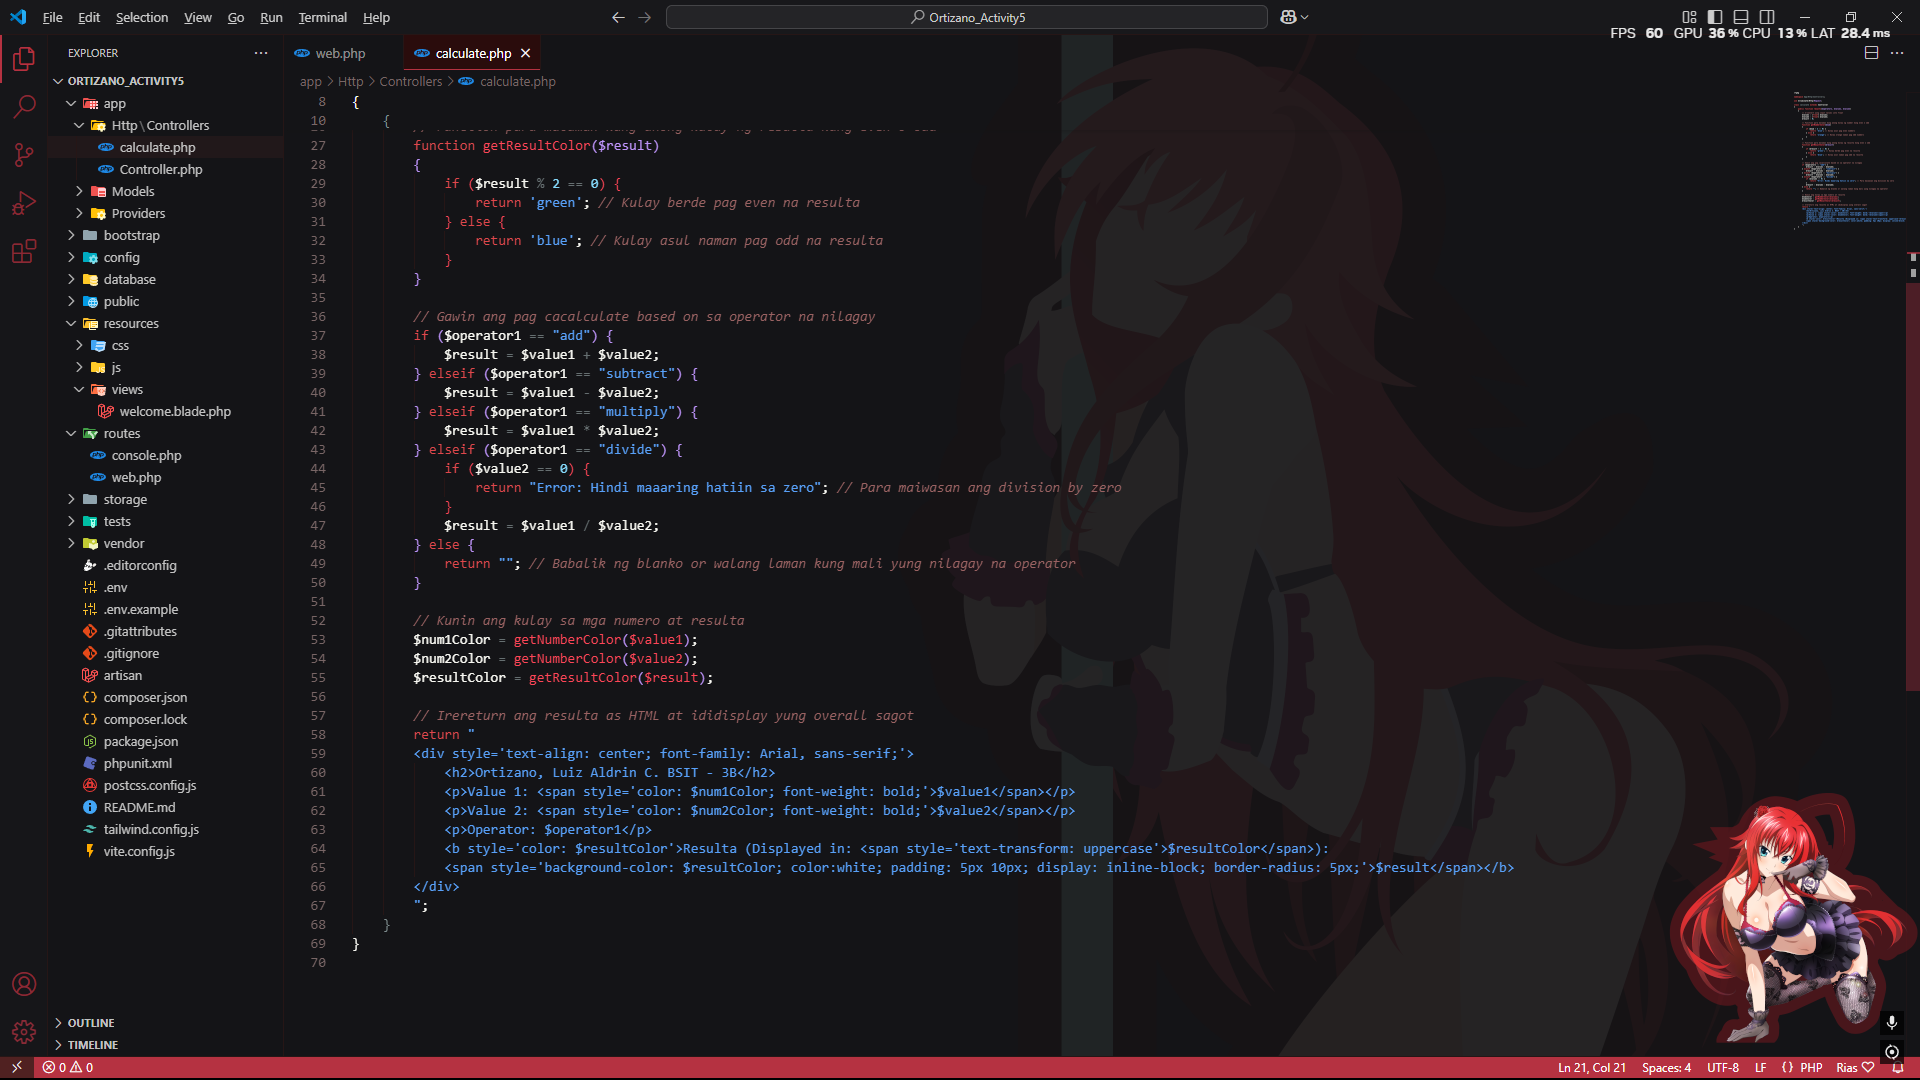 File Edit Selection View Go Run Terminal Help
Ortizano_Activity5
FPS 60 GPU 36 % CPU 13 % LAT 28.4 ms
EXPLORER
web.php
calculate.php
ORTIZANO_ACTIVITY5
app
Http \ Controllers
calculate.php
Controller.php
Models
Providers
bootstrap
config
database
public
resources
css
js
views
welcome.blade.php
routes
console.php
web.php
storage
tests
vendor
.editorconfig
.env
.env.example
.gitattributes
.gitignore
artisan
composer.json
composer.lock
package.json
phpunit.xml
postcss.config.js
README.md
tailwind.config.js
vite.config.js
OUTLINE
TIMELINE
app > Http > Controllers > calculate.php
8 {
10 {
27 function getResultColor($result)
28 {
29 if ($result % 2 == 0) {
30 return 'green'; // Kulay berde pag even na resulta
31 } else {
32 return 'blue'; // Kulay asul naman pag odd na resulta
33 }
34 }
35
36 // Gawin ang pag cacalculate based on sa operator na nilagay
37 if ($operator1 == "add") {
38 $result = $value1 + $value2;
39 } elseif ($operator1 == "subtract") {
40 $result = $value1 - $value2;
41 } elseif ($operator1 == "multiply") {
42 $result = $value1 * $value2;
43 } elseif ($operator1 == "divide") {
44 if ($value2 == 0) {
45 return "Error: Hindi maaaring hatiin sa zero"; // Para maiwasan ang division by zero
46 }
47 $result = $value1 / $value2;
48 } else {
49 return ""; // Babalik ng blanko or walang laman kung mali yung nilagay na operator
50 }
51
52 // Kunin ang kulay sa mga numero at resulta
53 $num1Color = getNumberColor($value1);
54 $num2Color = getNumberColor($value2);
55 $resultColor = getResultColor($result);
56
57 // Irereturn ang resulta as HTML at ididisplay yung overall sagot
58 return "
59 <div style='text-align: center; font-family: Arial, sans-serif;'>
60 <h2>Ortizano, Luiz Aldrin C. BSIT - 3B</h2>
61 <p>Value 1: <span style='color: $num1Color; font-weight: bold;'>$value1</span></p>
62 <p>Value 2: <span style='color: $num2Color; font-weight: bold;'>$value2</span></p>
63 <p>Operator: $operator1</p>
64 <b style='color: $resultColor'>Resulta (Displayed in: <span style='text-transform: uppercase'>$resultColor</span>):
65 <span style='background-color: $resultColor; color:white; padding: 5px 10px; display: inline-block; border-radius: 5px;'>$result</span></b>
66 </div>
67 ";
68 }
69 }
70
0 0
Ln 21, Col 21 Spaces: 4 UTF-8 LF {} PHP Rias